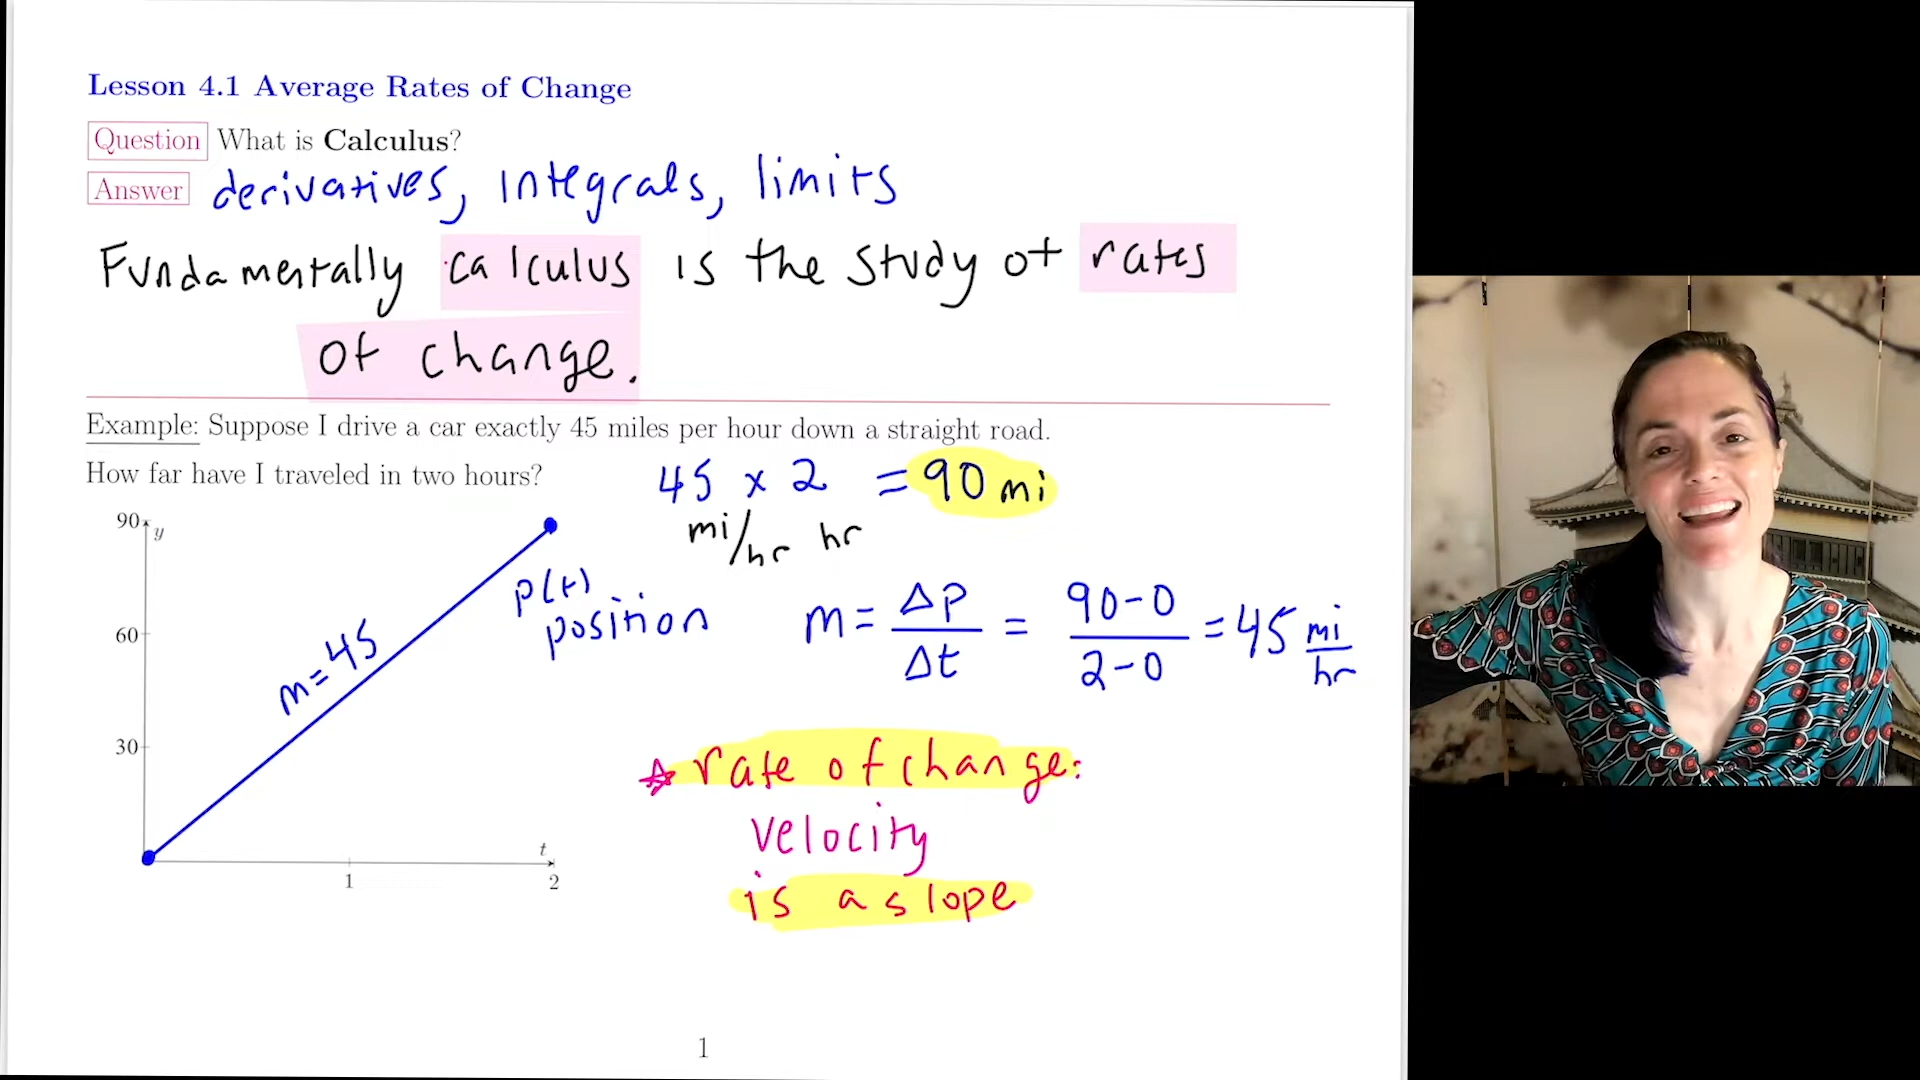 Lesson 4.1 Average Rates of Change
Question What is Calculus?
Answer derivatives, integrals, limits
Fundamentally calculus is the study of rates
of change.
Example: Suppose I drive a car exactly 45 miles per hour down a straight road.
How far have I traveled in two hours? 45 x 2 = 90 mi
mi/hr hr
90
y
p(t)
position
m = Δp/Δt = 90-0/2-0 = 45 mi/hr
60
m=45
30
rate of change:
velocity
is a slope
t
1
2
1